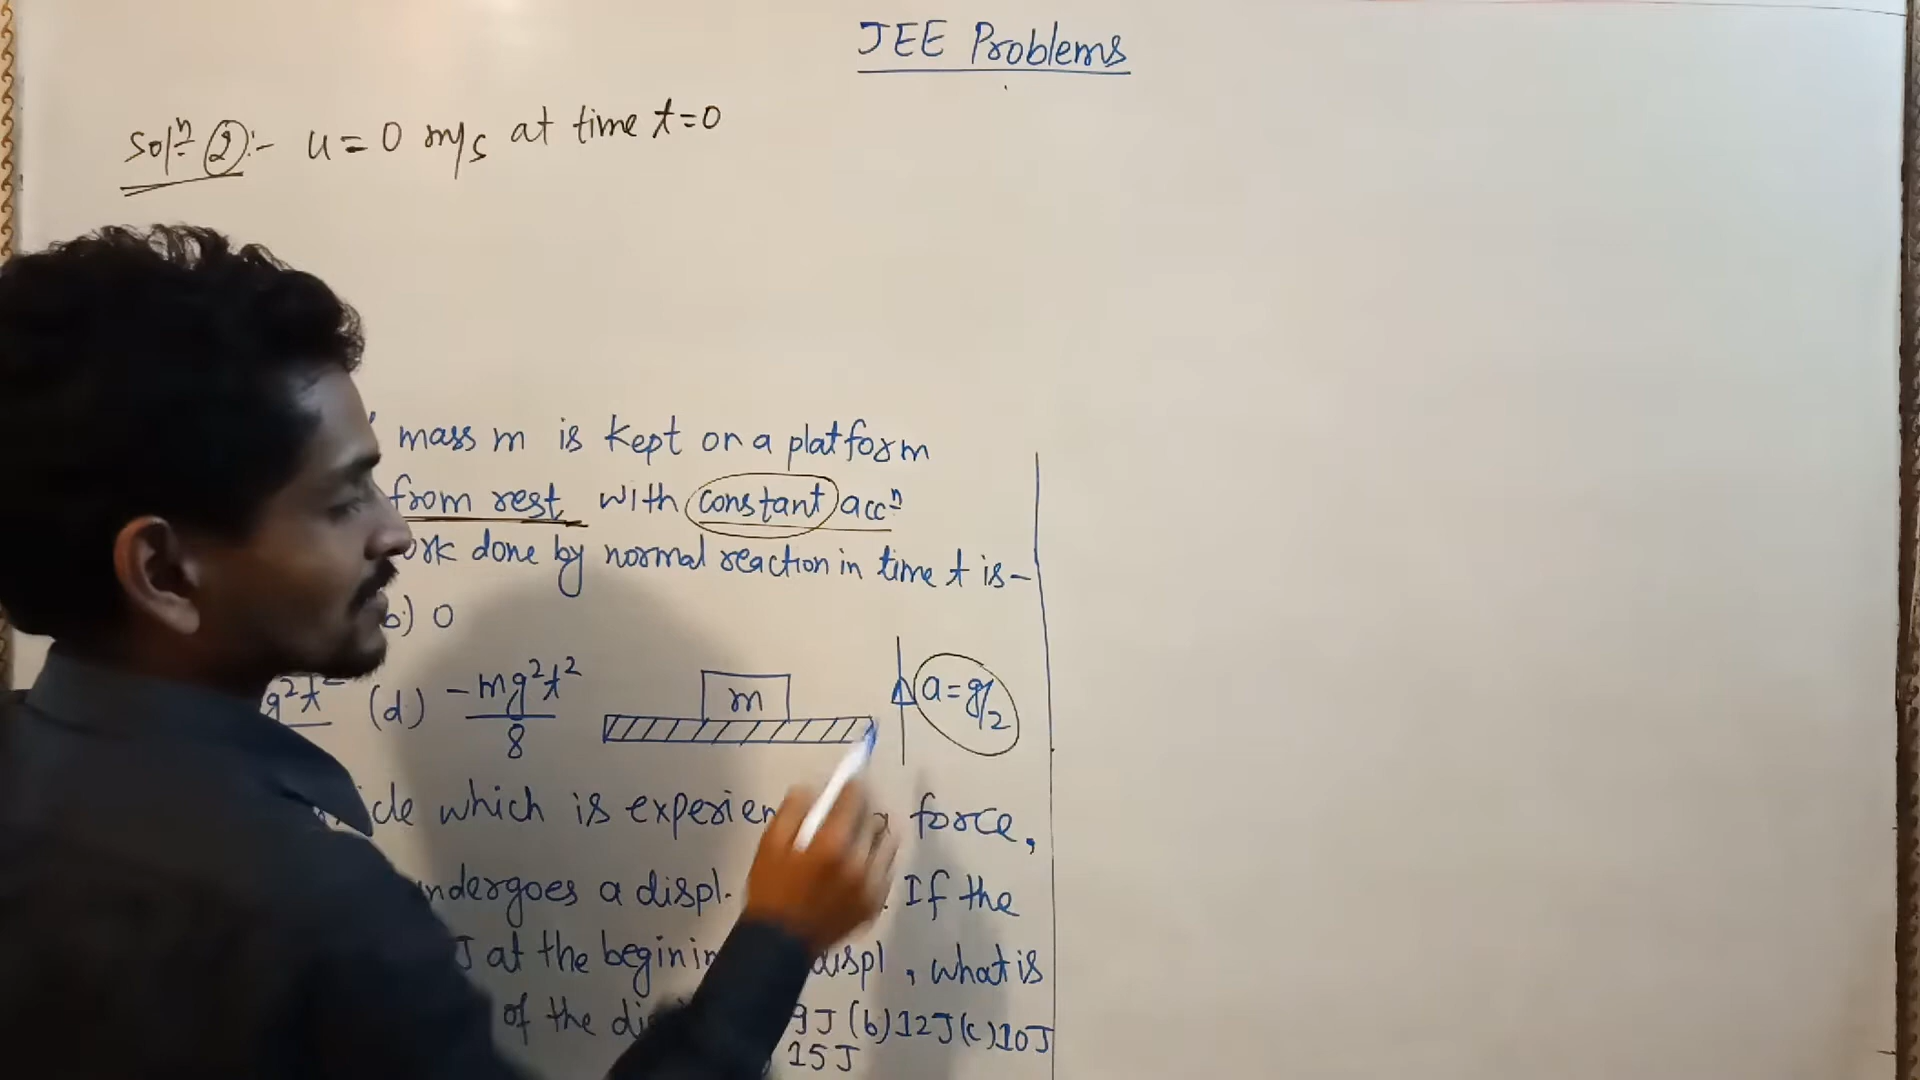 JEE Problems
Solⁿ ②:- u = 0 m/s at time t=0
mass m is kept on a platform
from rest, with constant accⁿ
ork done by normal reaction in time t is-
b) 0
g²t² (d) -mg²t²/8
m
a = g/2
cle which is experien force,
undergoes a displ. . If the
J at the begining displ, what is
of the di 9J (b) 12J (c) 10J
15J